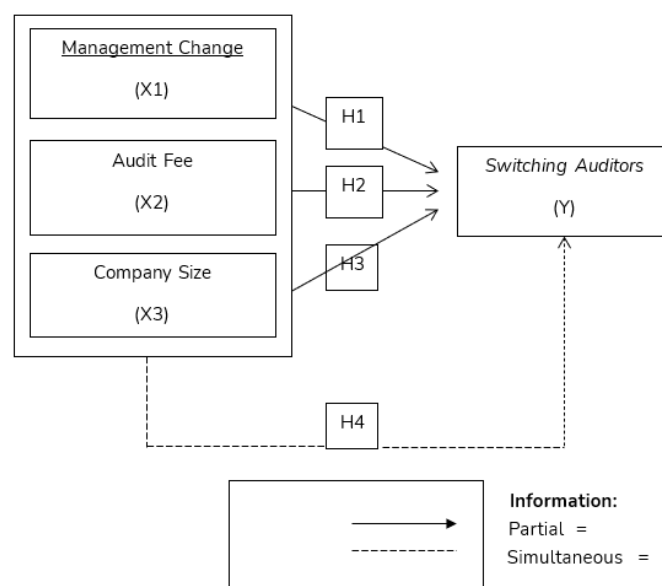 Management Change
(X1)
H1
Audit Fee
(X2)
H2
Switching Auditors
(Y)
Company Size
(X3)
H3
H4
Information:
Partial =
Simultaneous =